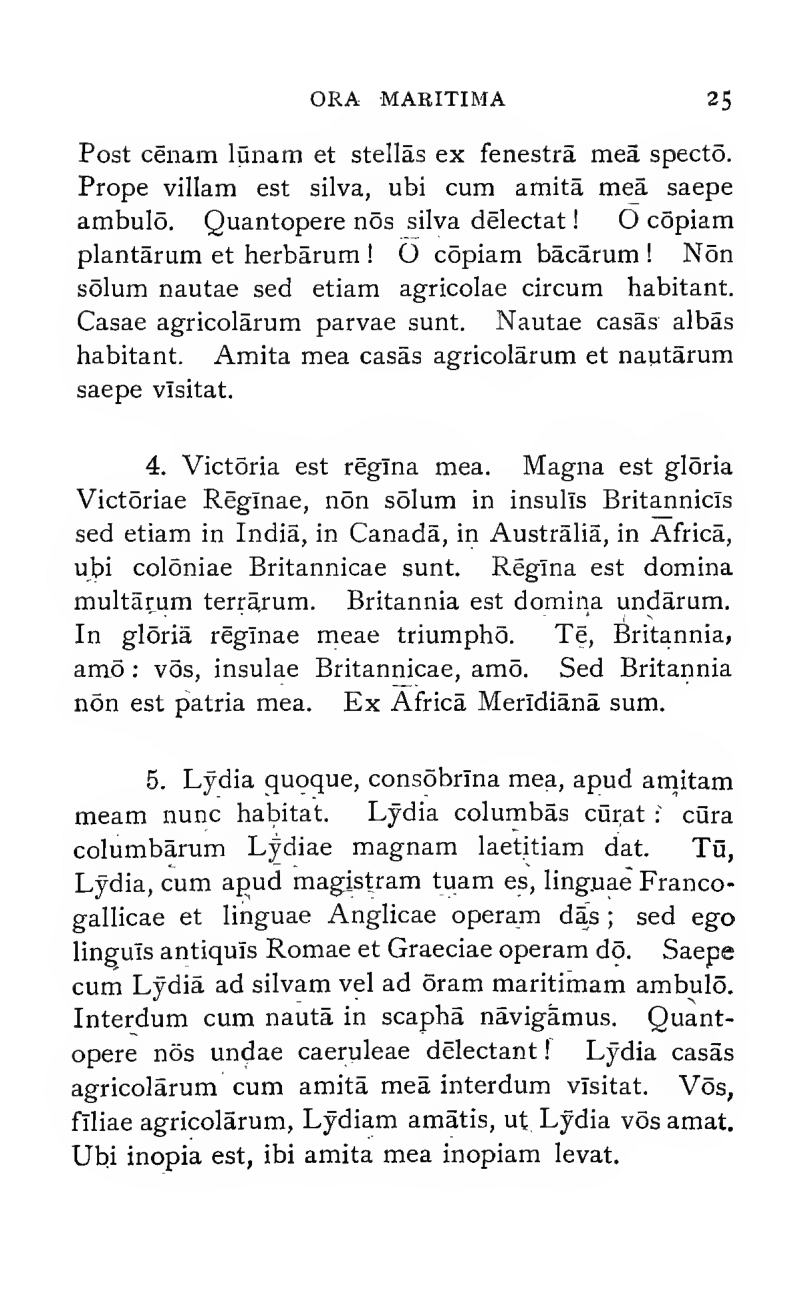 ORA MARITIMA 25
Post cēnam lūnam et stellās ex fenestrā meā spectō.
Prope villam est silva, ubi cum amitā meā saepe
ambulō. Quantopere nōs silva dēlectat! Ō cōpiam
plantārum et herbārum! Ō cōpiam bācārum! Nōn
sōlum nautae sed etiam agricolae circum habitant.
Casae agricolārum parvae sunt. Nautae casās albās
habitant. Amita mea casās agricolārum et nautārum
saepe vīsitat.
4. Victōria est rēgīna mea. Magna est glōria
Victōriae Rēgīnae, nōn sōlum in insulīs Britannicīs
sed etiam in Indiā, in Canadā, in Austrāliā, in Āfricā,
ubi colōniae Britannicae sunt. Rēgīna est domina
multārum terrārum. Britannia est domina undārum.
In glōriā rēgīnae meae triumphō. Tē, Britannia,
amō: vōs, insulae Britannicae, amō. Sed Britannia
nōn est patria mea. Ex Āfricā Merīdiānā sum.
5. Lȳdia quoque, consōbrīna mea, apud amitam
meam nunc habitat. Lȳdia columbās cūrat: cūra
columbārum Lȳdiae magnam laetitiam dat. Tū,
Lȳdia, cum apud magistram tuam es, linguae Franco-
gallicae et linguae Anglicae operam dās; sed ego
linguīs antiquīs Romae et Graeciae operam dō. Saepe
cum Lȳdiā ad silvam vel ad ōram maritimam ambulō.
Interdum cum nautā in scaphā nāvigāmus. Quant-
opere nōs undae caeruleae dēlectant! Lȳdia casās
agricolārum cum amitā meā interdum vīsitat. Vōs,
fīliae agricolārum, Lȳdiam amātis, ut Lȳdia vōs amat.
Ubi inopia est, ibi amita mea inopiam levat.